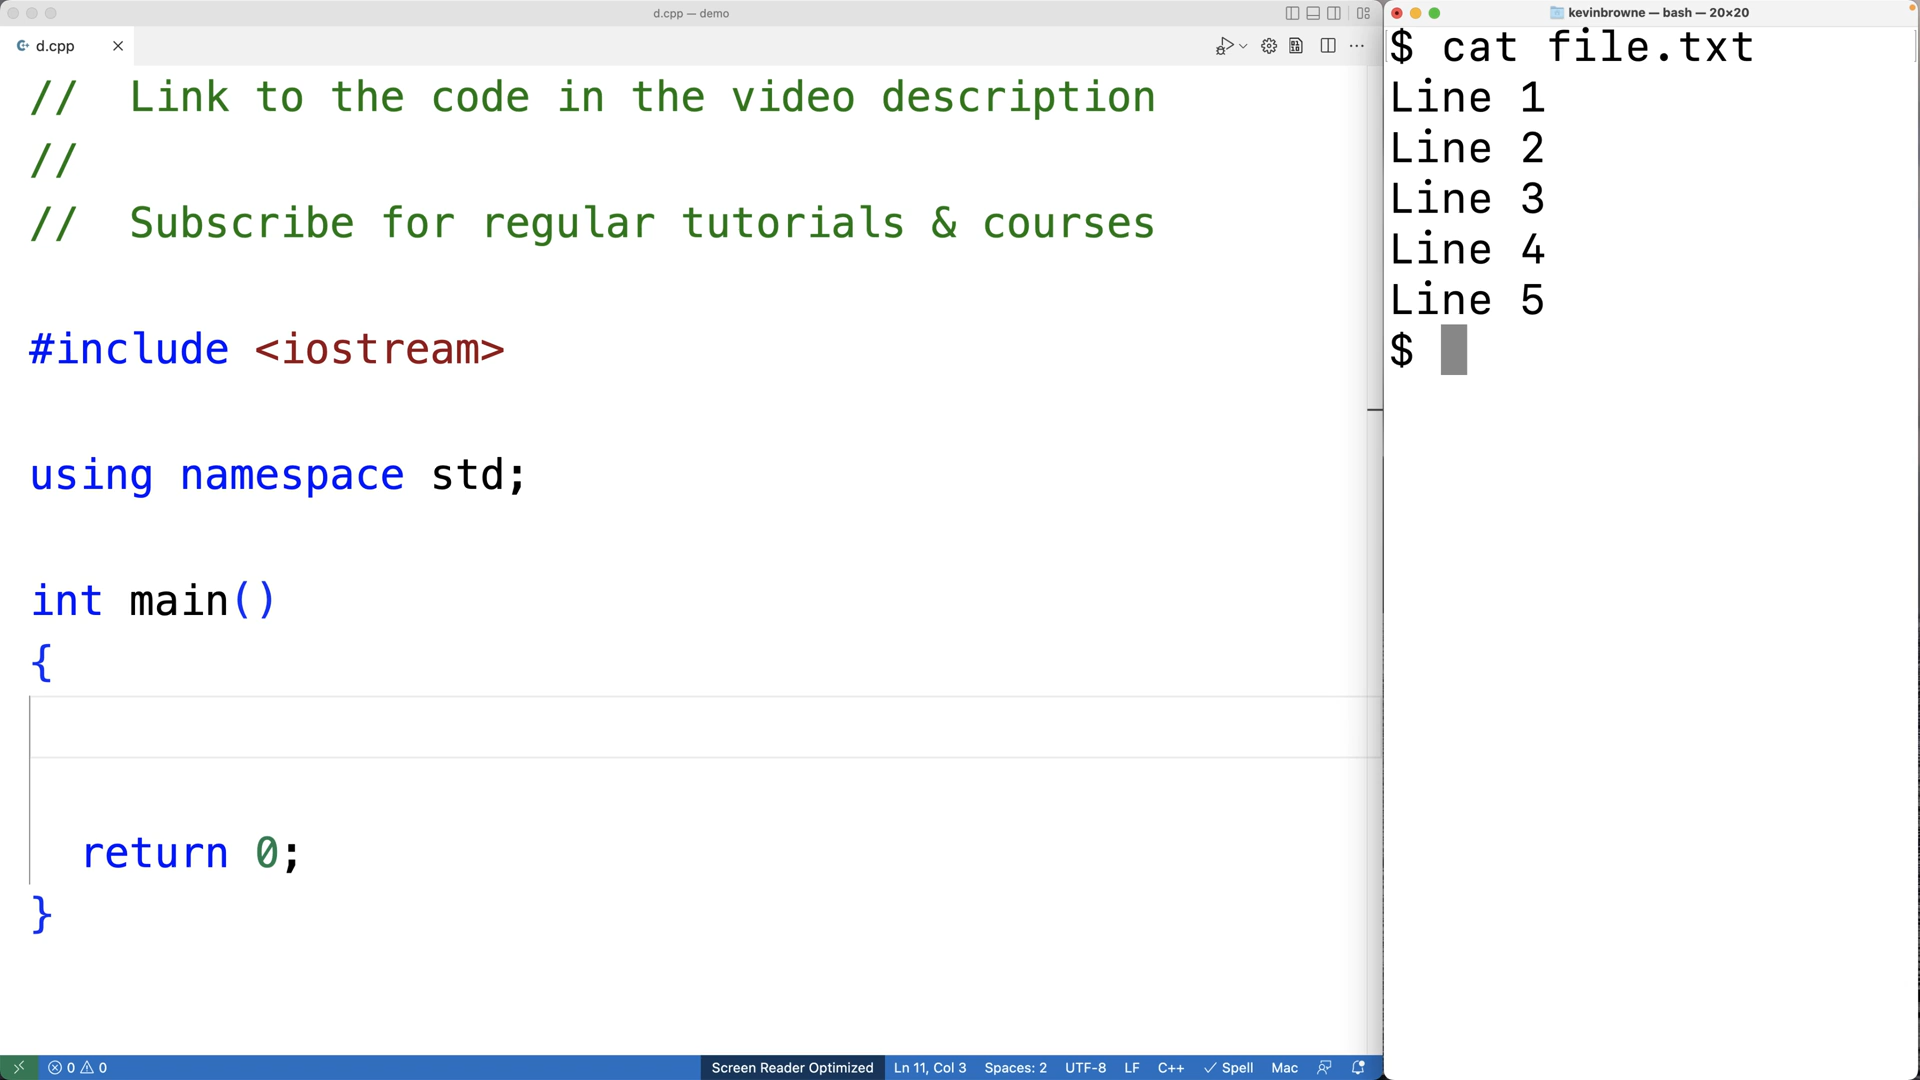 d.cpp — demo
d.cpp
// Link to the code in the video description
//
// Subscribe for regular tutorials & courses
#include <iostream>
using namespace std;
int main()
{
return 0;
}
0 0 Screen Reader Optimized Ln 11, Col 3 Spaces: 2 UTF-8 LF C++ Spell Mac
kevinbrowne — bash — 20×20
$ cat file.txt
Line 1
Line 2
Line 3
Line 4
Line 5
$